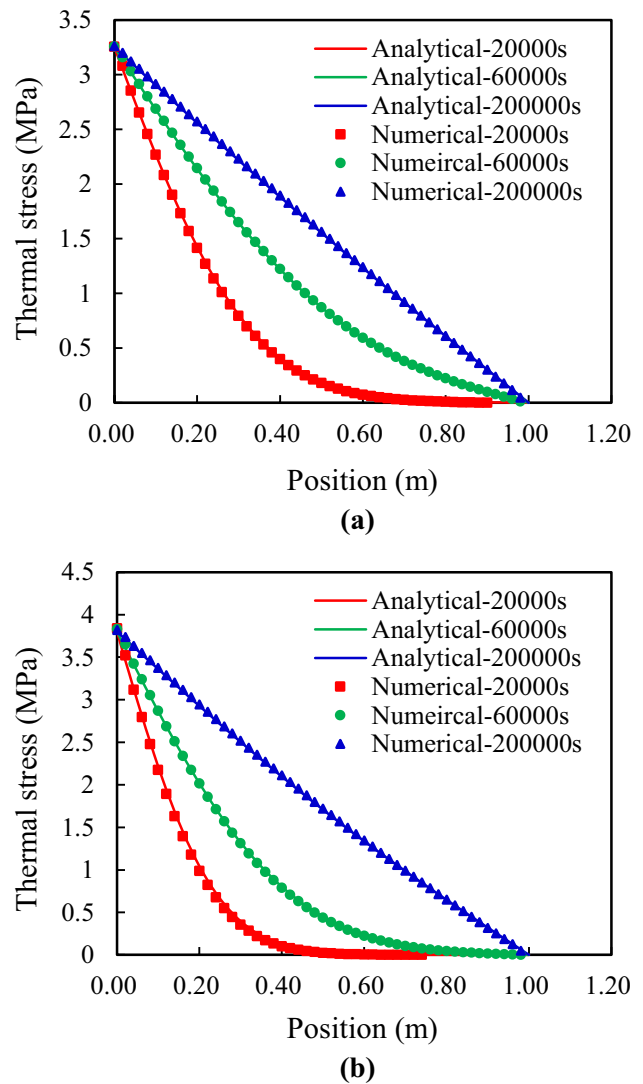 3.5
3
2.5
2
1.5
1
0.5
0
Thermal stress (MPa)
Analytical-20000s
Analytical-60000s
Analytical-200000s
Numerical-20000s
Numeircal-60000s
Numerical-200000s
0.00 0.20 0.40 0.60 0.80 1.00 1.20
Position (m)
(a)
4.5
4
3.5
3
2.5
2
1.5
1
0.5
0
Thermal stress (MPa)
Analytical-20000s
Analytical-60000s
Analytical-200000s
Numerical-20000s
Numeircal-60000s
Numerical-200000s
0.00 0.20 0.40 0.60 0.80 1.00 1.20
Position (m)
(b)